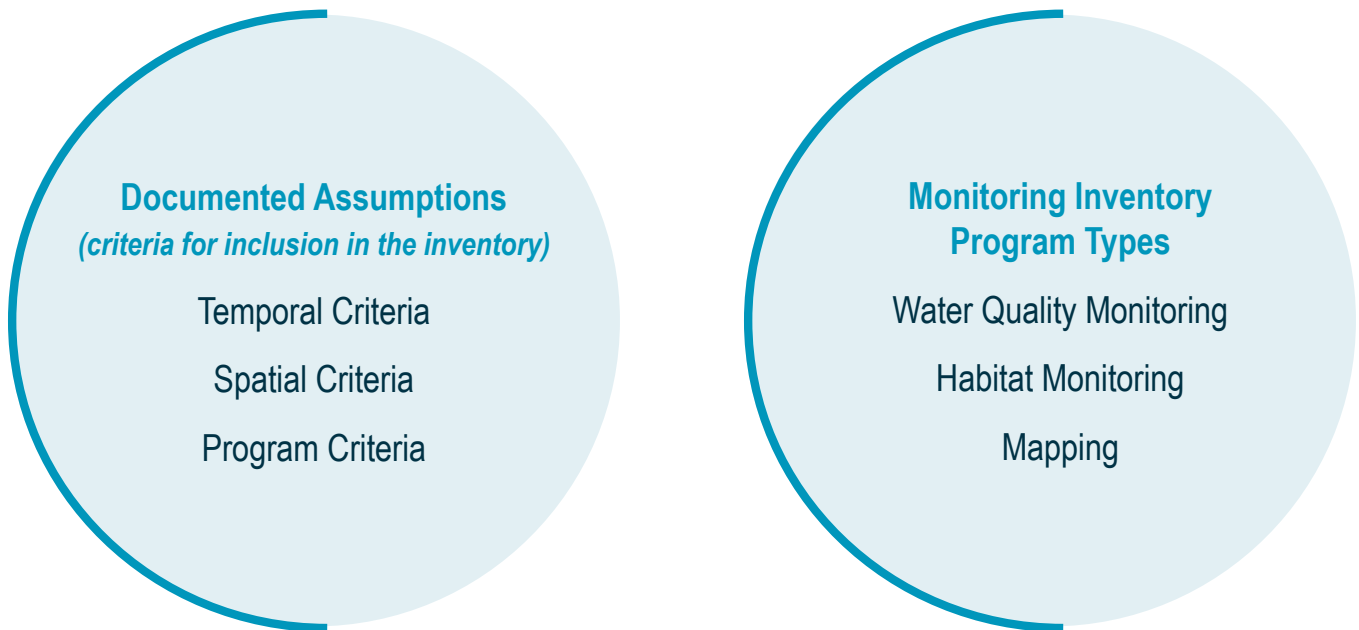 Documented Assumptions
(criteria for inclusion in the inventory)
Temporal Criteria
Spatial Criteria
Program Criteria
Monitoring Inventory
Program Types
Water Quality Monitoring
Habitat Monitoring
Mapping